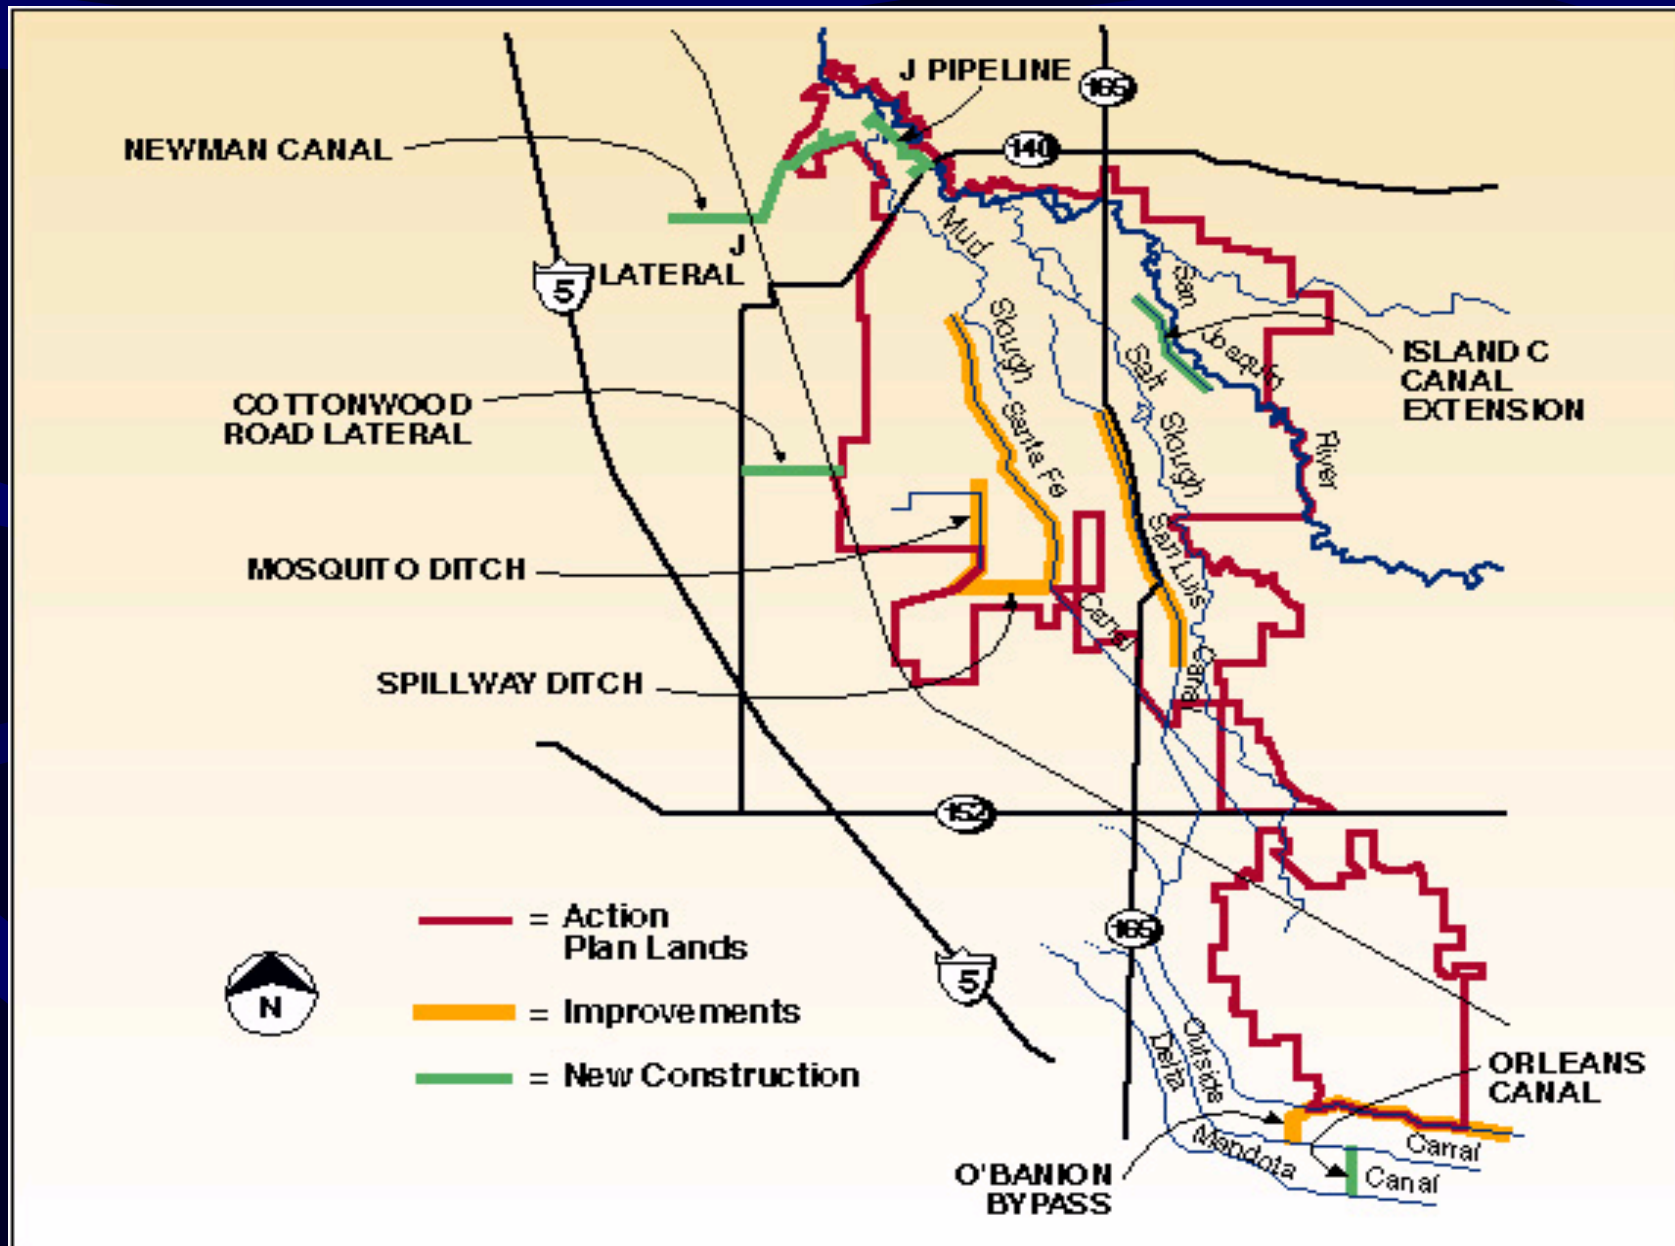 J PIPELINE
165
140
NEWMAN CANAL
J
LATERAL
5
Mud
Slough
San
Joaquin
River
Salt
Slough
ISLAND C
CANAL
EXTENSION
COTTONWOOD
ROAD LATERAL
Santa Fe
Canal
San Luis
Canal
MOSQUITO DITCH
SPILLWAY DITCH
152
165
5
= Action
Plan Lands
= Improvements
= New Construction
N
Outside
Canal
Delta
Mendota
Canal
ORLEANS
CANAL
O'BANION
BYPASS